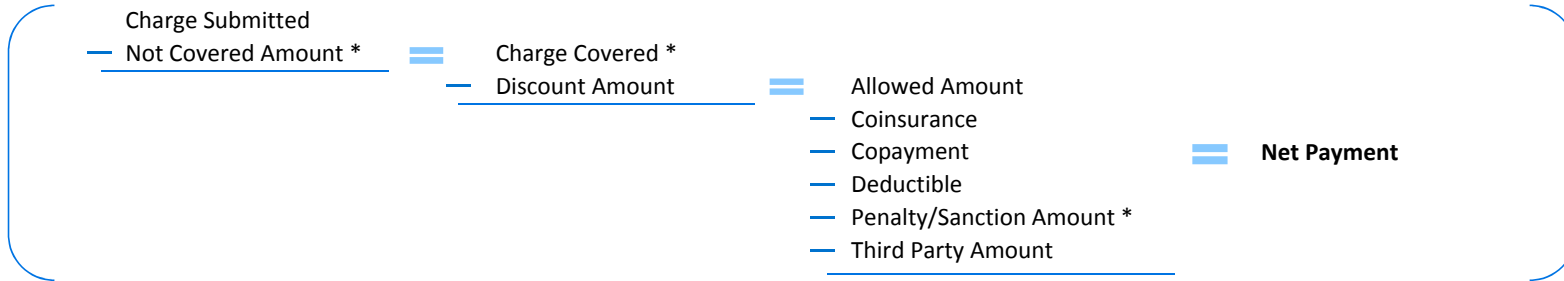 Charge Submitted
— Not Covered Amount * = Charge Covered *
— Discount Amount = Allowed Amount
— Coinsurance
— Copayment = Net Payment
— Deductible
— Penalty/Sanction Amount *
— Third Party Amount